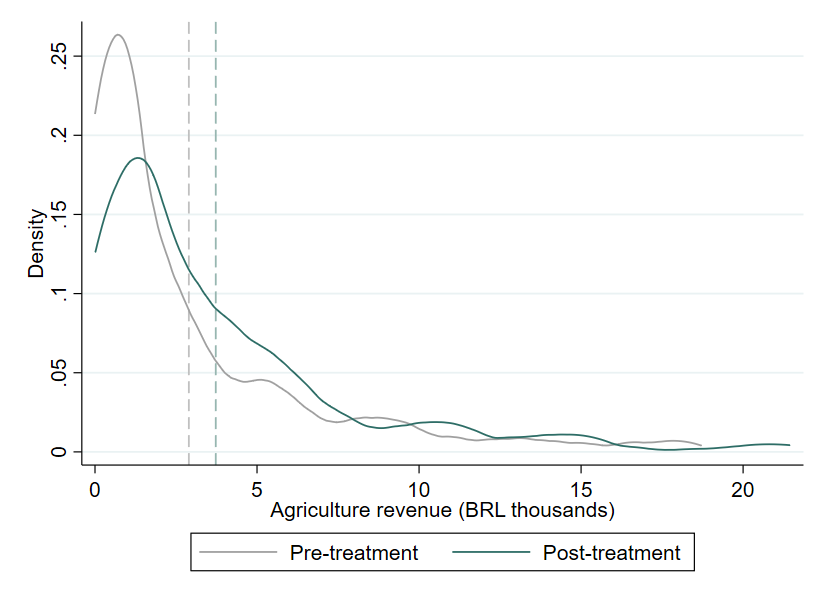 .25
.2
.15
.1
.05
0
Density
0 5 10 15 20
Agriculture revenue (BRL thousands)
Pre-treatment Post-treatment